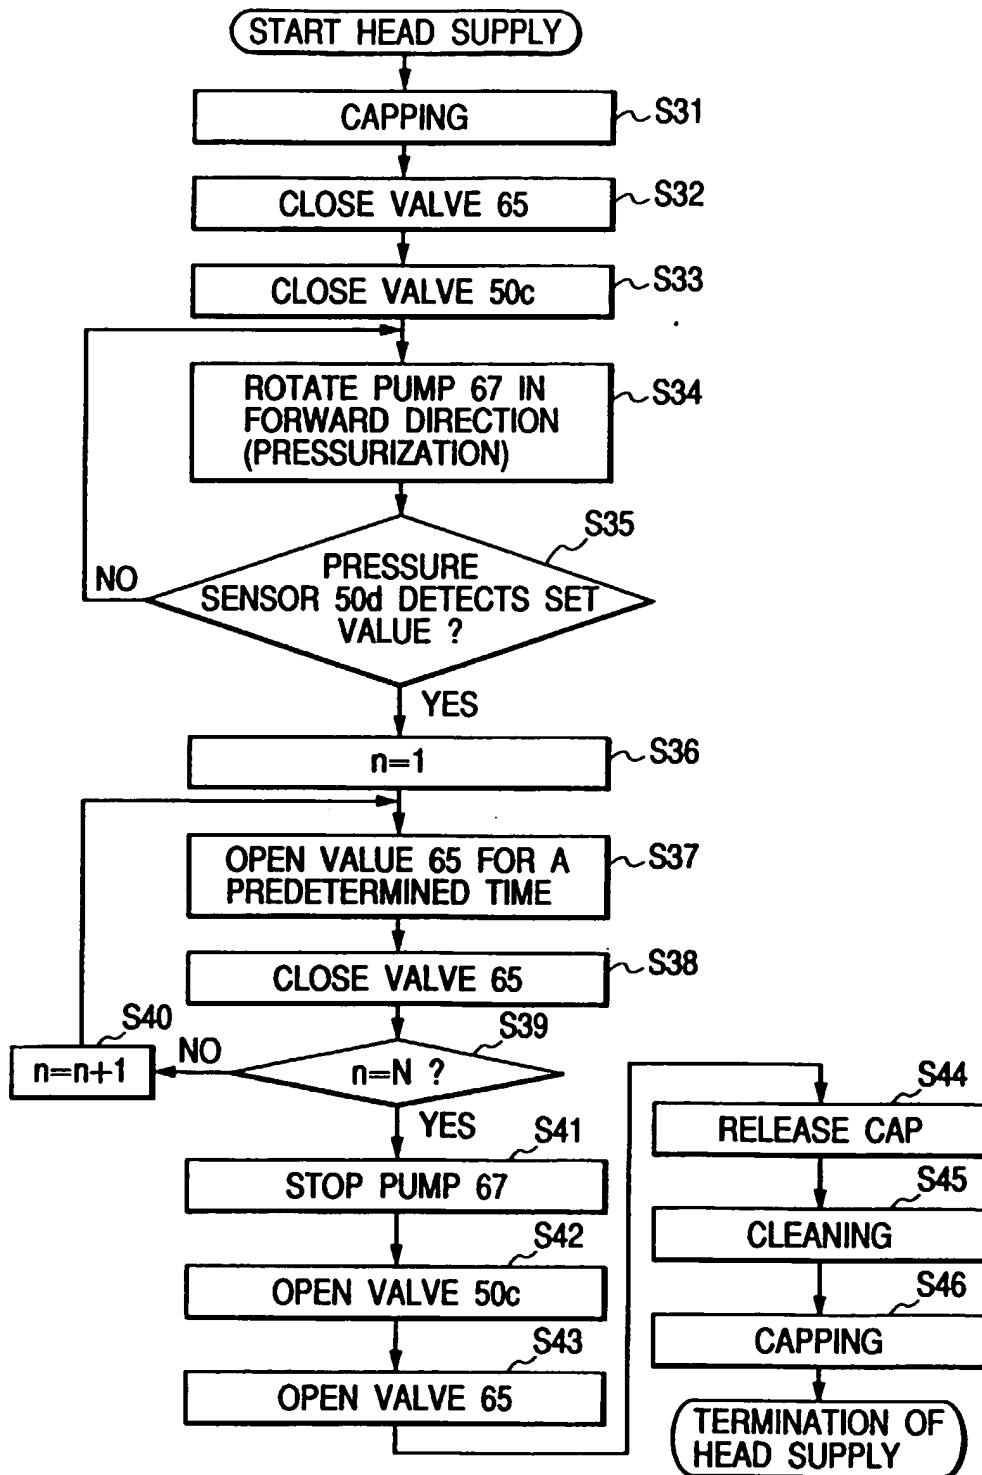 START HEAD SUPPLY
CAPPING
S31
CLOSE VALVE 65
S32
CLOSE VALVE 50c
S33
ROTATE PUMP 67 IN
FORWARD DIRECTION
(PRESSURIZATION)
S34
S35
PRESSURE
SENSOR 50d DETECTS SET
VALUE ?
NO
YES
n=1
S36
OPEN VALUE 65 FOR A
PREDETERMINED TIME
S37
CLOSE VALVE 65
S38
S39
n=N ?
NO
S40
n=n+1
YES
S41
STOP PUMP 67
S42
OPEN VALVE 50c
S43
OPEN VALVE 65
S44
RELEASE CAP
S45
CLEANING
S46
CAPPING
TERMINATION OF
HEAD SUPPLY